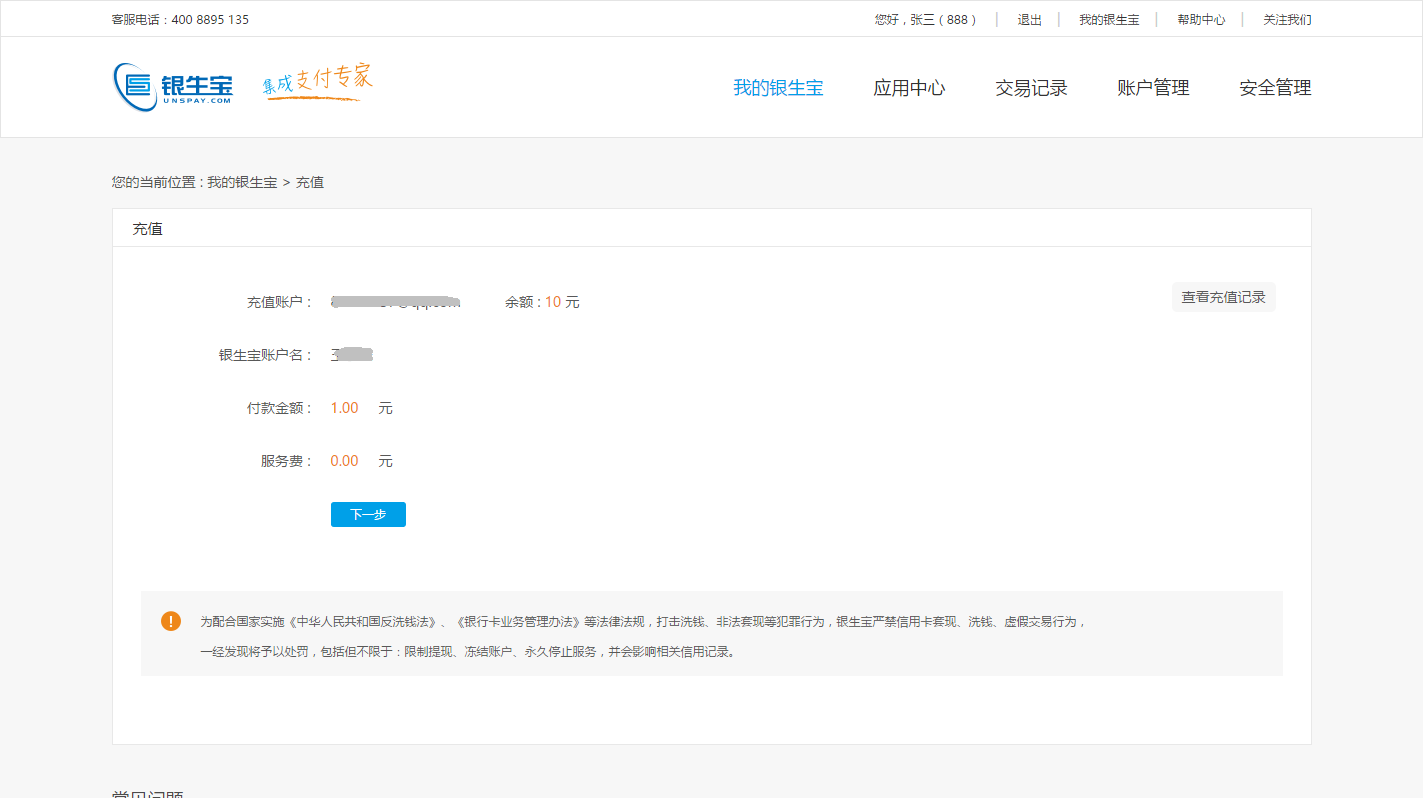 客服电话：400 8895 135
您好，张三（888） | 退出 | 我的银生宝 | 帮助中心 | 关注我们
银生宝
UNSPAY.COM
集成支付专家
我的银生宝 应用中心 交易记录 账户管理 安全管理
您的当前位置 : 我的银生宝 > 充值
充值
充值账户： 余额 : 10 元
查看充值记录
银生宝账户名：
付款金额： 1.00 元
服务费： 0.00 元
下一步
为配合国家实施《中华人民共和国反洗钱法》、《银行卡业务管理办法》等法律法规，打击洗钱、非法套现等犯罪行为，银生宝严禁信用卡套现、洗钱、虚假交易行为，
一经发现将予以处罚，包括但不限于：限制提现、冻结账户、永久停止服务，并会影响相关信用记录。
常见问题